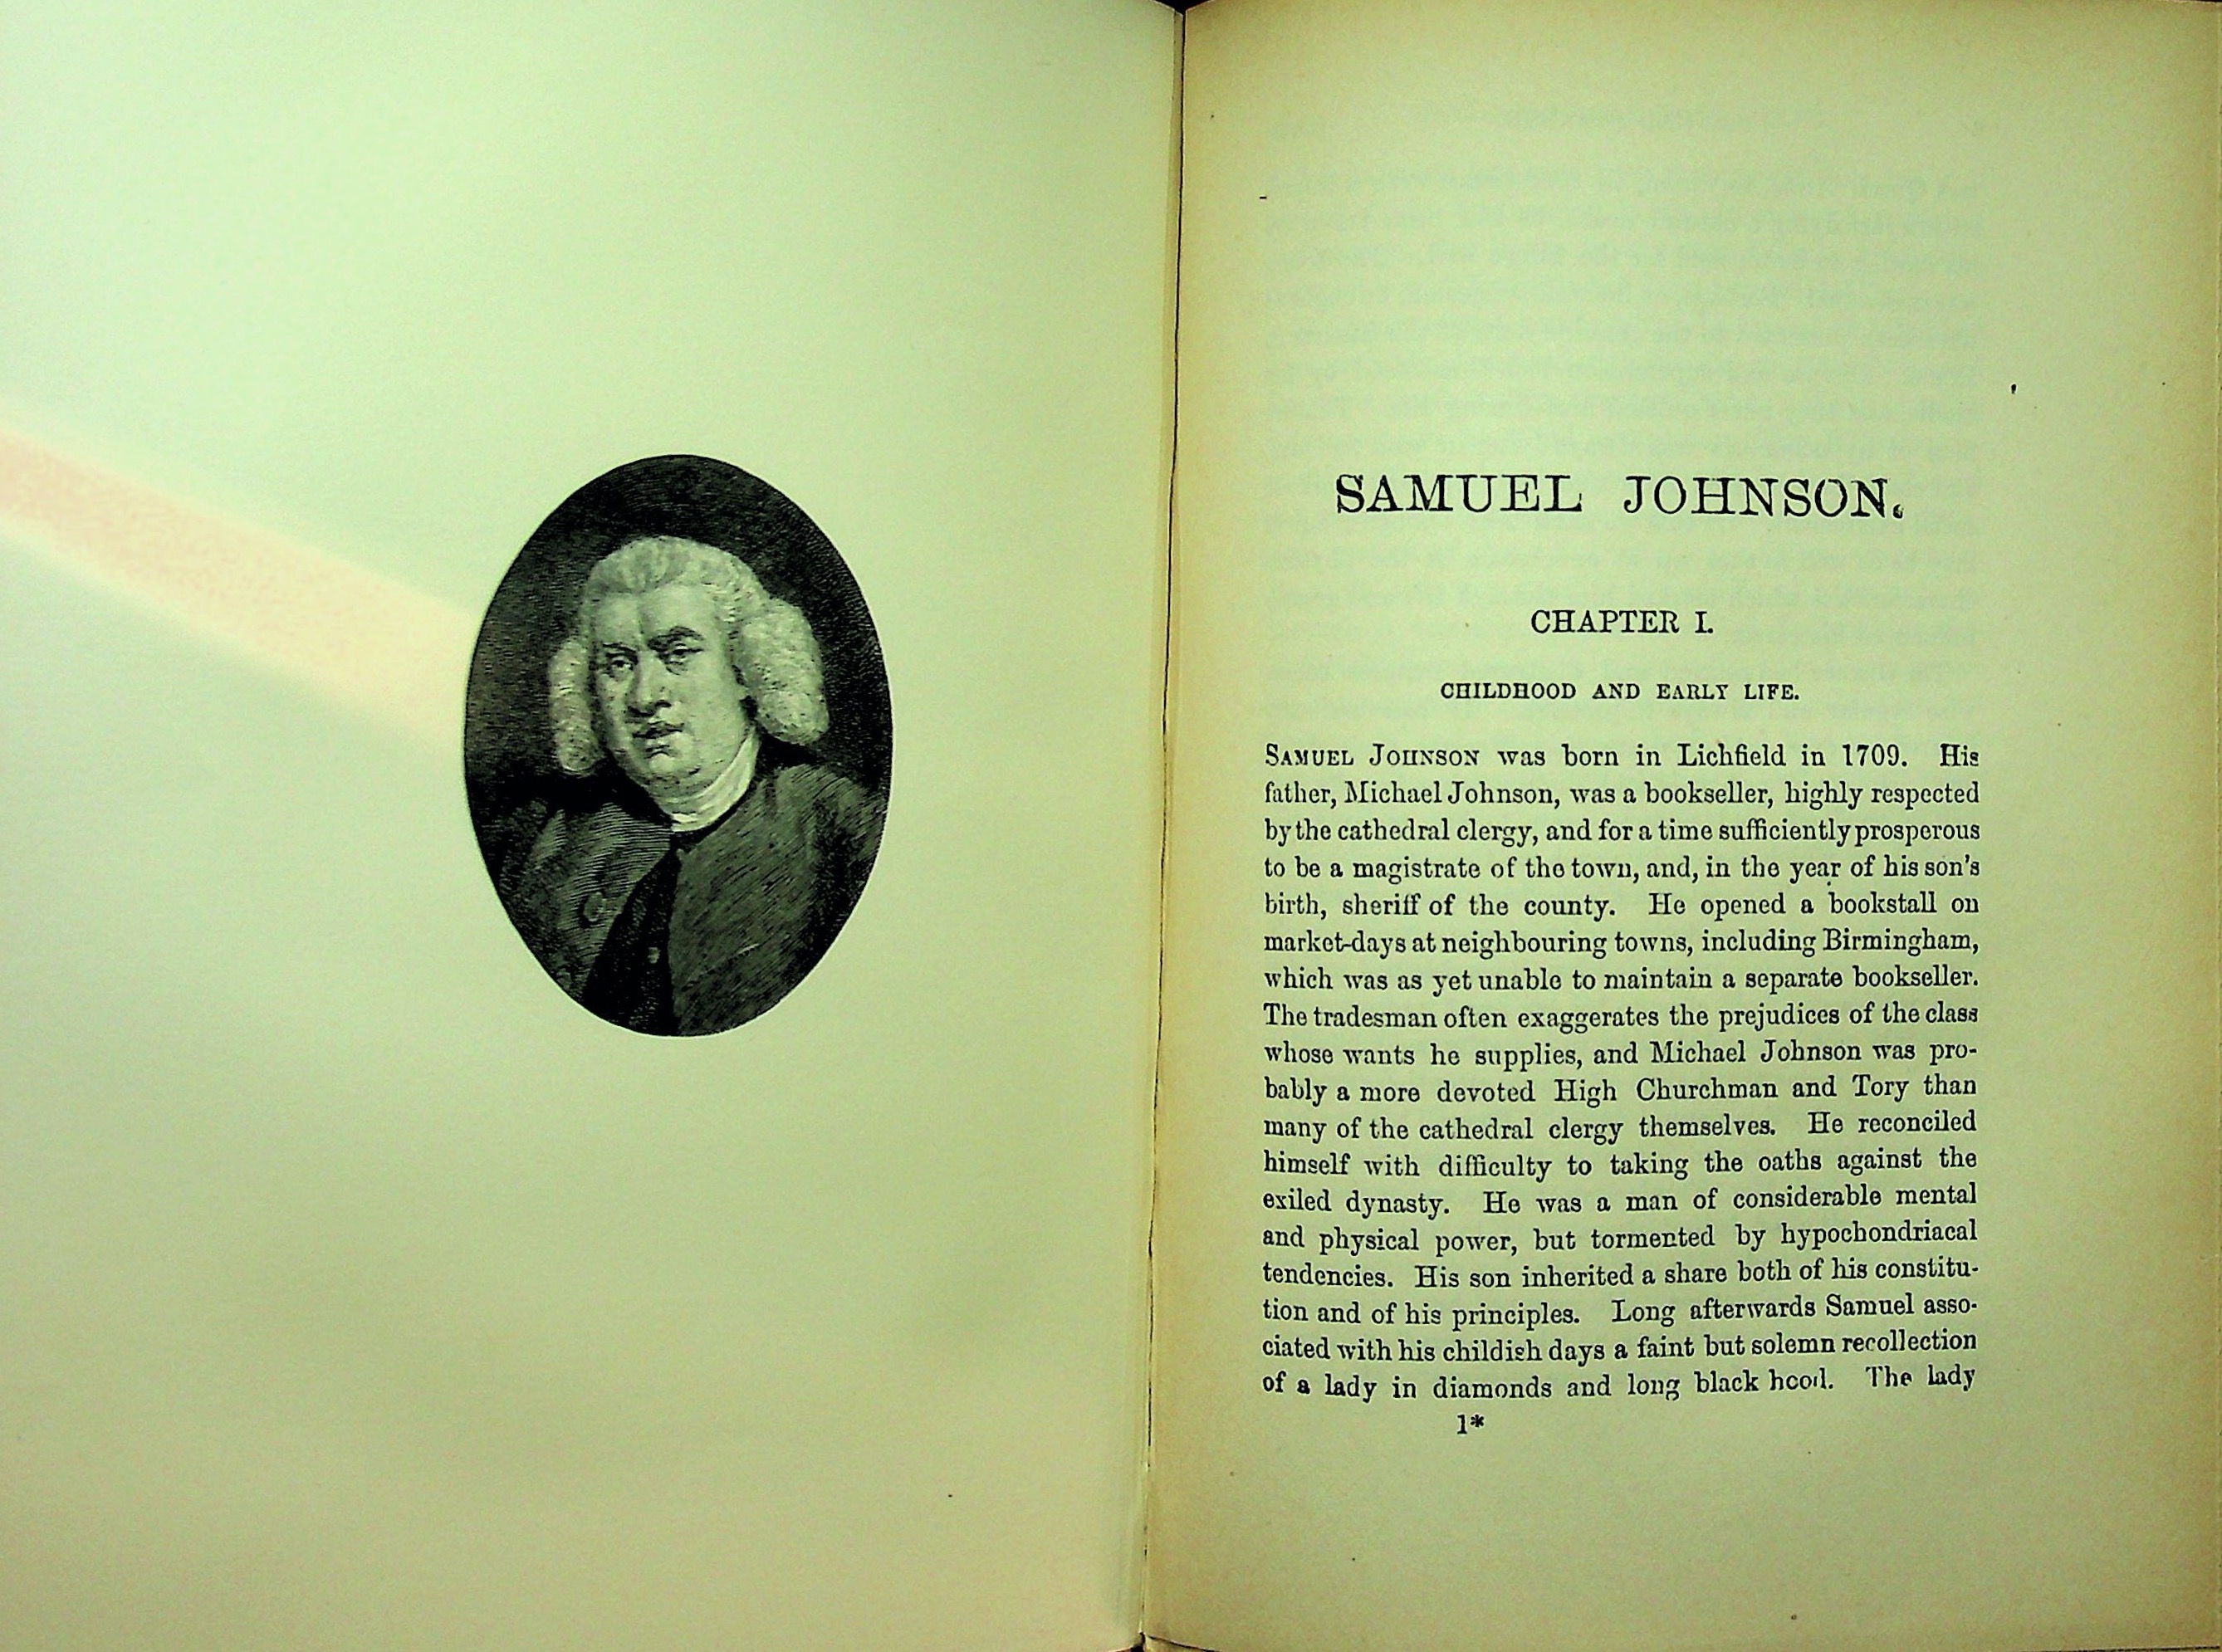 SAMUEL JOHNSON.
CHAPTER I.
CHILDHOOD AND EARLY LIFE.
SAMUEL JOHNSON was born in Lichfield in 1709. His
father, Michael Johnson, was a bookseller, highly respected
by the cathedral clergy, and for a time sufficiently prosperous
to be a magistrate of the town, and, in the year of his son's
birth, sheriff of the county. He opened a bookstall on
market-days at neighbouring towns, including Birmingham,
which was as yet unable to maintain a separate bookseller.
The tradesman often exaggerates the prejudices of the class
whose wants he supplies, and Michael Johnson was pro-
bably a more devoted High Churchman and Tory than
many of the cathedral clergy themselves. He reconciled
himself with difficulty to taking the oaths against the
exiled dynasty. He was a man of considerable mental
and physical power, but tormented by hypochondriacal
tendencies. His son inherited a share both of his constitu-
tion and of his principles. Long afterwards Samuel asso-
ciated with his childish days a faint but solemn recollection
of a lady in diamonds and long black hood. The lady
1*